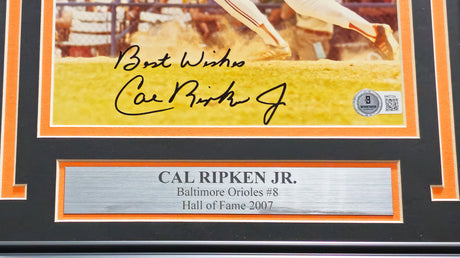 Best Wishes
Cal Ripken Jr
CAL RIPKEN JR.
Baltimore Orioles #8
Hall of Fame 2007